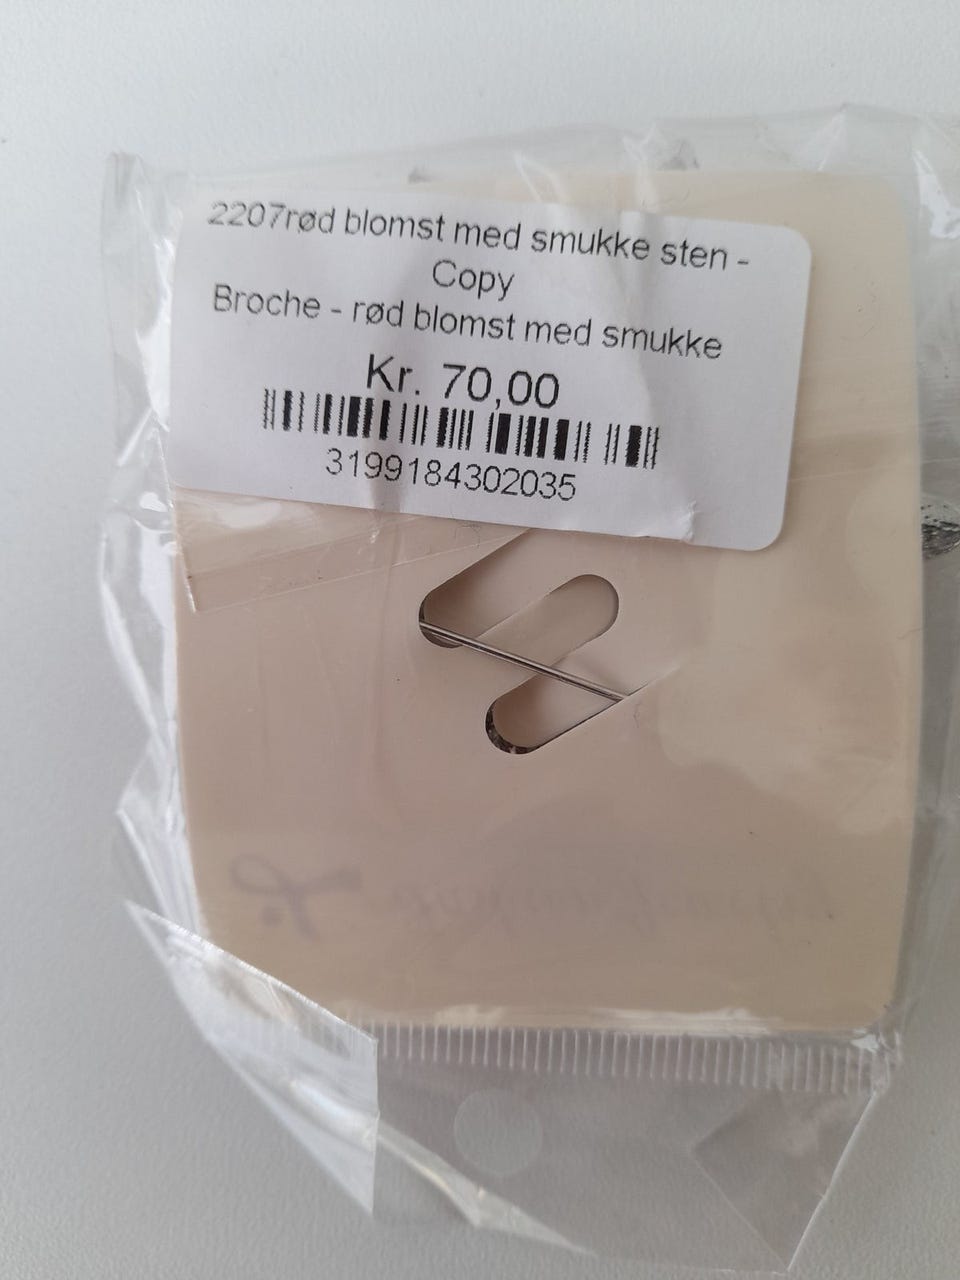 2207rød blomst med smukke sten -
Copy
Broche - rød blomst med smukke
Kr. 70,00
3199184302035